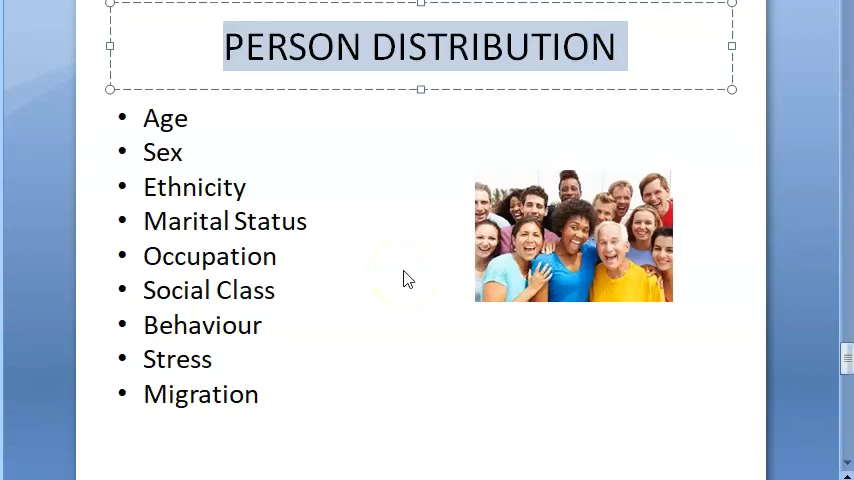 PERSON DISTRIBUTION
• Age
• Sex
• Ethnicity
• Marital Status
• Occupation
• Social Class
• Behaviour
• Stress
• Migration